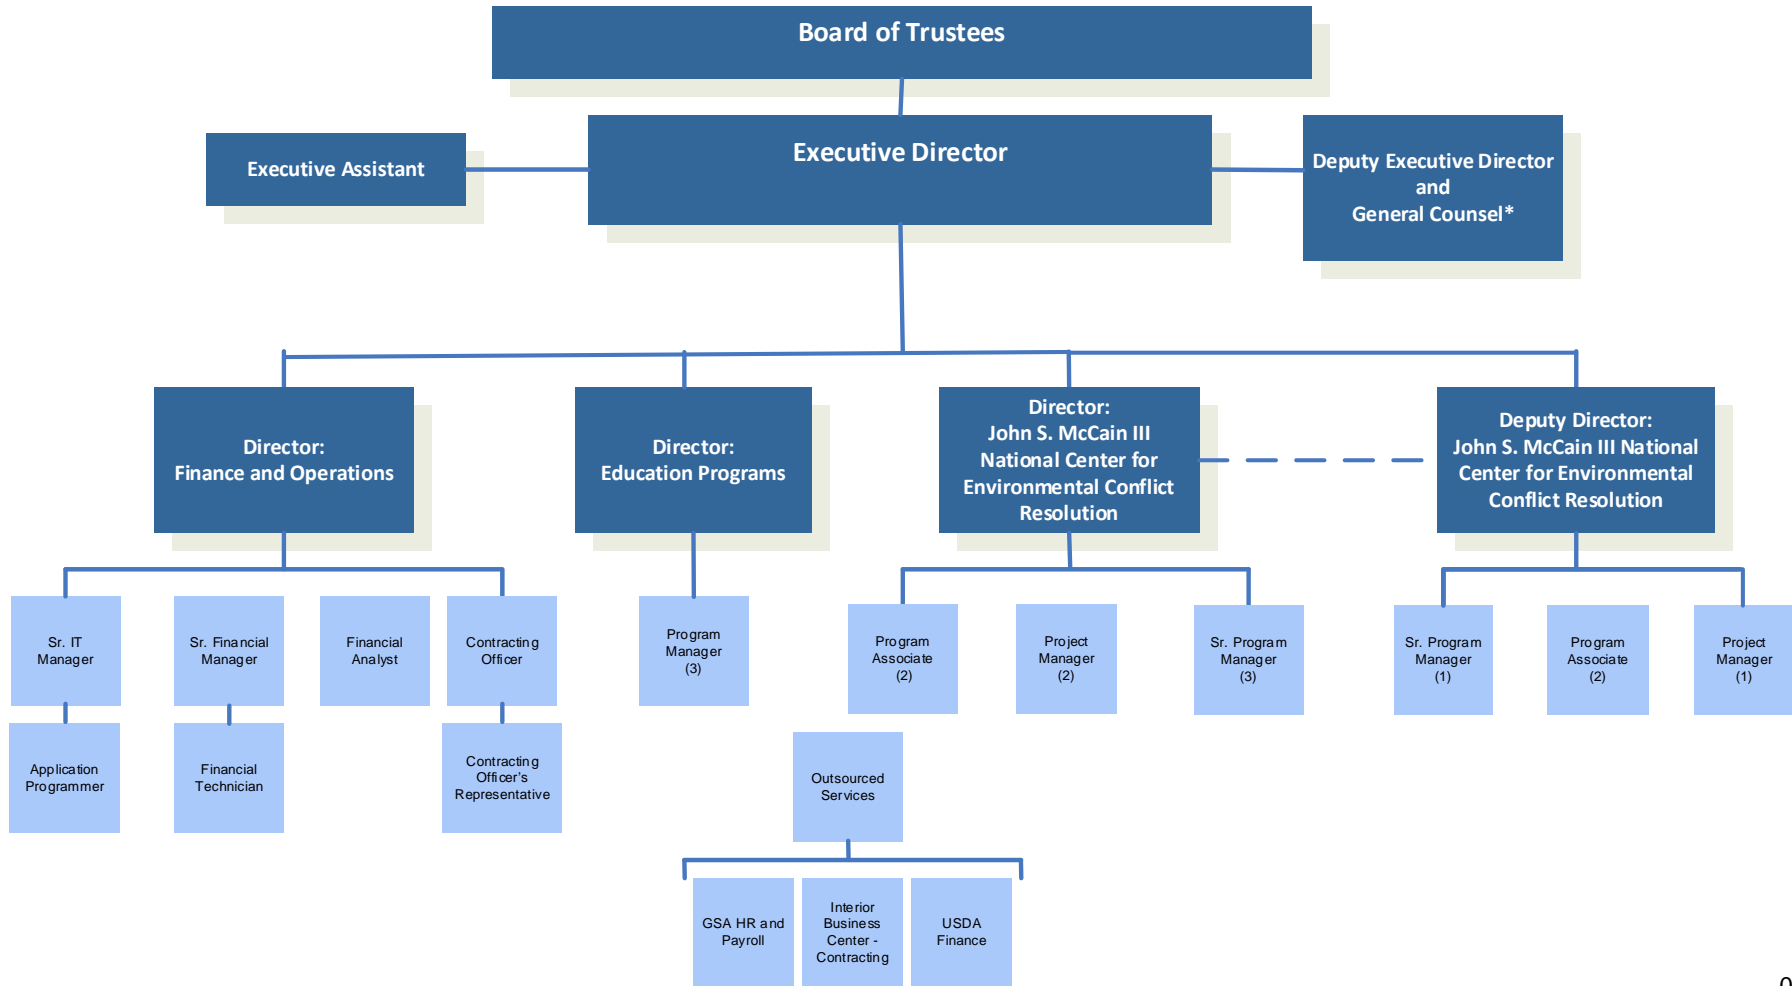 Board of Trustees
Executive Assistant
Executive Director
Deputy Executive Director
and
General Counsel*
Director:
Finance and Operations
Director:
Education Programs
Director:
John S. McCain III
National Center for
Environmental Conflict
Resolution
Deputy Director:
John S. McCain III National
Center for Environmental
Conflict Resolution
Sr. IT
Manager
Sr. Financial
Manager
Financial
Analyst
Contracting
Officer
Program
Manager
(3)
Program
Associate
(2)
Project
Manager
(2)
Sr. Program
Manager
(3)
Sr. Program
Manager
(1)
Program
Associate
(2)
Project
Manager
(1)
Application
Programmer
Financial
Technician
Contracting
Officer's
Representative
Outsourced
Services
GSA HR and
Payroll
Interior
Business
Center -
Contracting
USDA
Finance